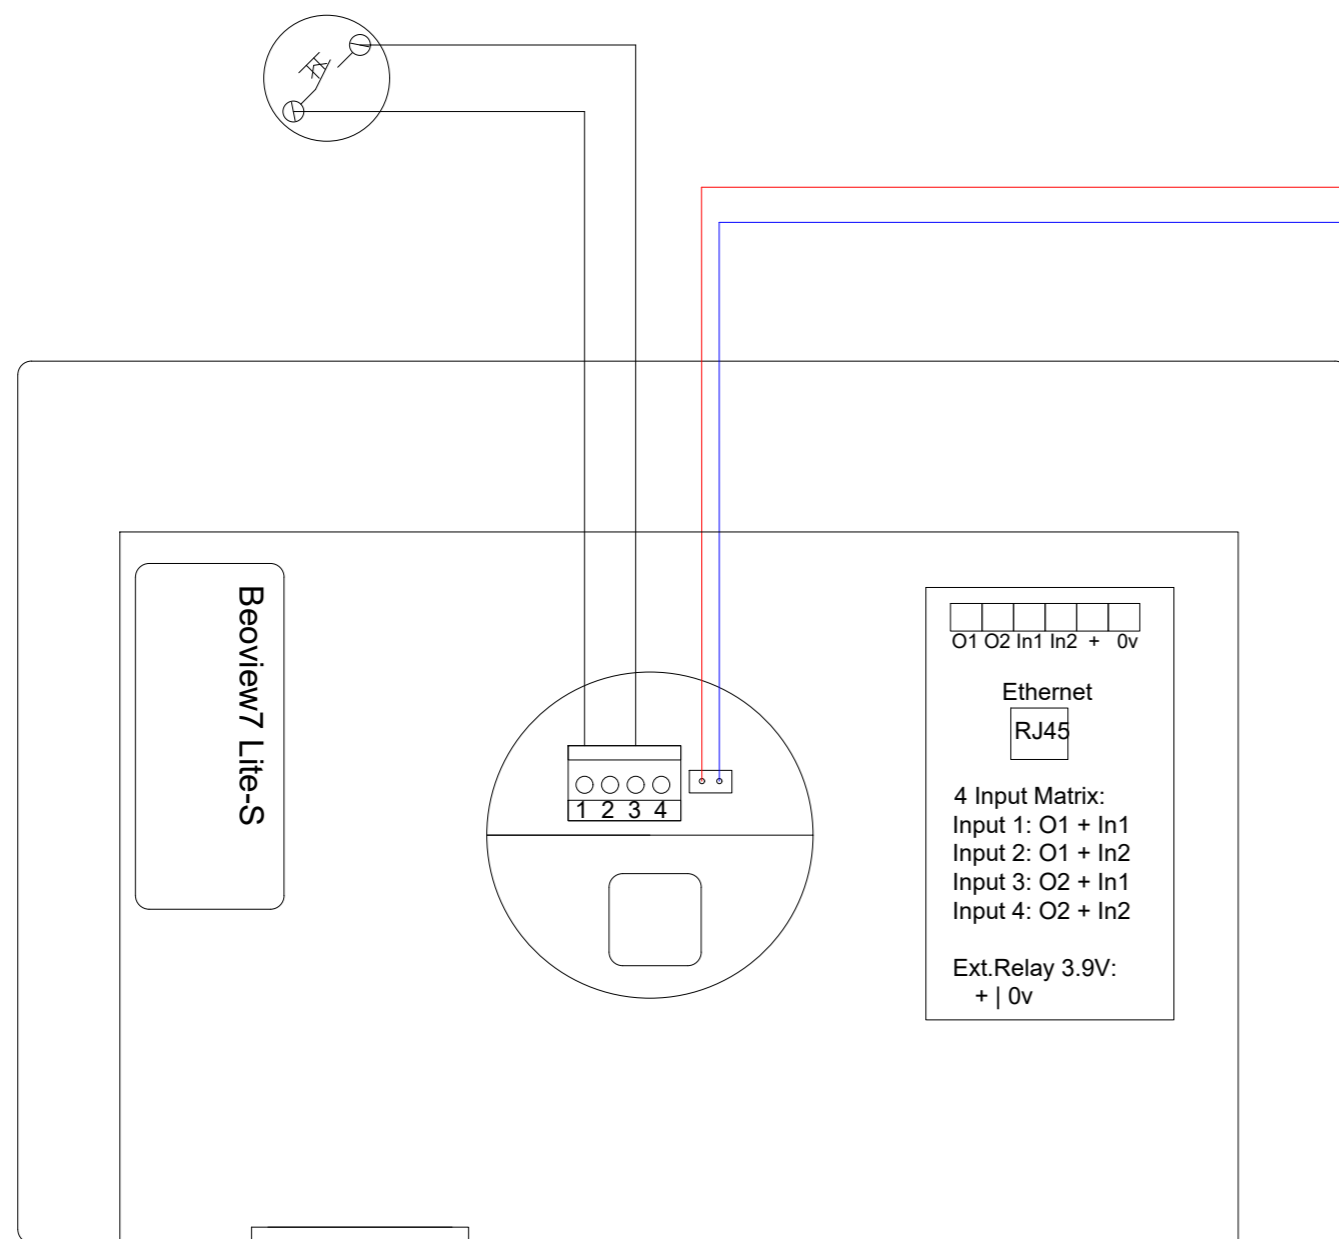 Beoview7 Lite-S
O1 O2 In1 In2 + 0v
Ethernet
RJ45
1 2 3 4
4 Input Matrix:
Input 1: O1 + In1
Input 2: O1 + In2
Input 3: O2 + In1
Input 4: O2 + In2
Ext.Relay 3.9V:
+ | 0v